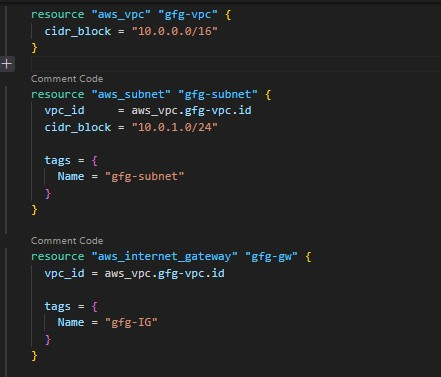 resource "aws_vpc" "gfg-vpc" {
  cidr_block = "10.0.0.0/16"
}
Comment Code
resource "aws_subnet" "gfg-subnet" {
  vpc_id     = aws_vpc.gfg-vpc.id
  cidr_block = "10.0.1.0/24"

  tags = {
    Name = "gfg-subnet"
  }
}
Comment Code
resource "aws_internet_gateway" "gfg-gw" {
  vpc_id = aws_vpc.gfg-vpc.id

  tags = {
    Name = "gfg-IG"
  }
}